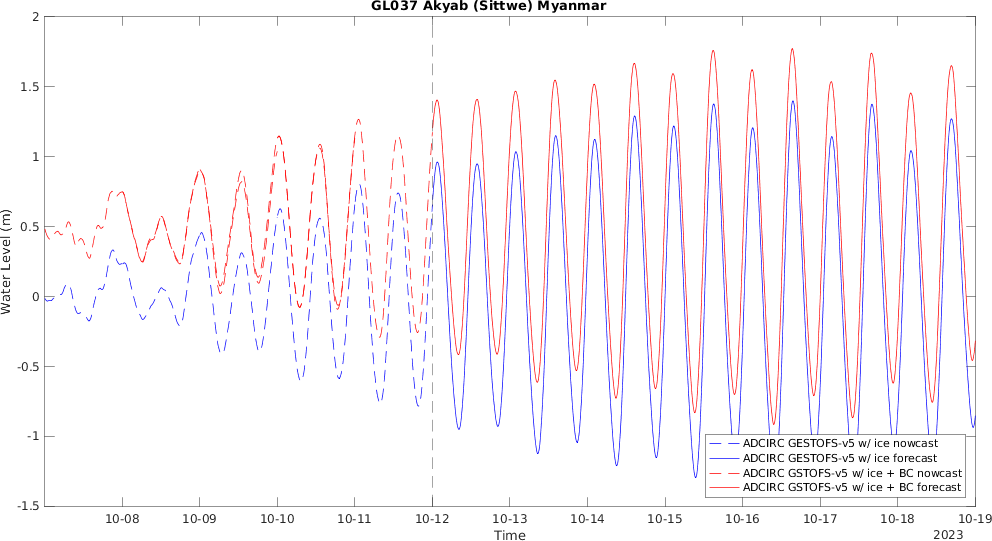 GL037 Akyab (Sittwe) Myanmar
2
1.5
1
0.5
0
-0.5
-1
-1.5
Water Level (m)
ADCIRC GESTOFS-v5 w/ ice nowcast
ADCIRC GESTOFS-v5 w/ ice forecast
ADCIRC GSTOFS-v5 w/ ice + BC nowcast
ADCIRC GSTOFS-v5 w/ ice + BC forecast
10-08 10-09 10-10 10-11 10-12 10-13 10-14 10-15 10-16 10-17 10-18 10-19
Time
2023